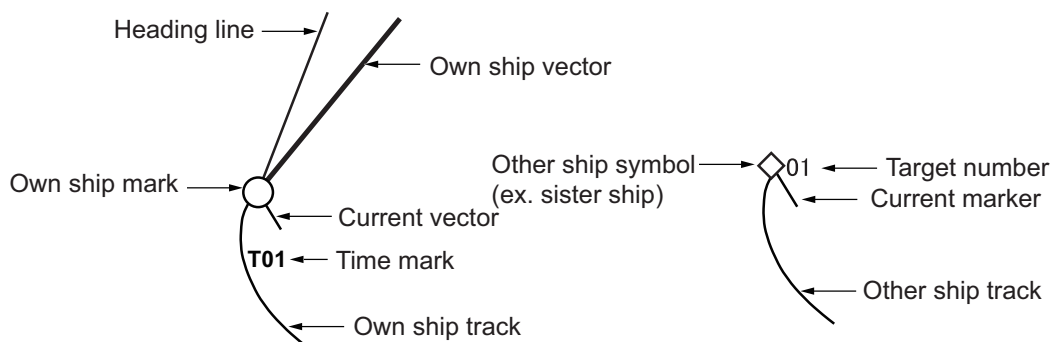 Heading line
Own ship vector
Own ship mark
Current vector
T01
Time mark
Own ship track
Other ship symbol
(ex. sister ship)
01
Target number
Current marker
Other ship track